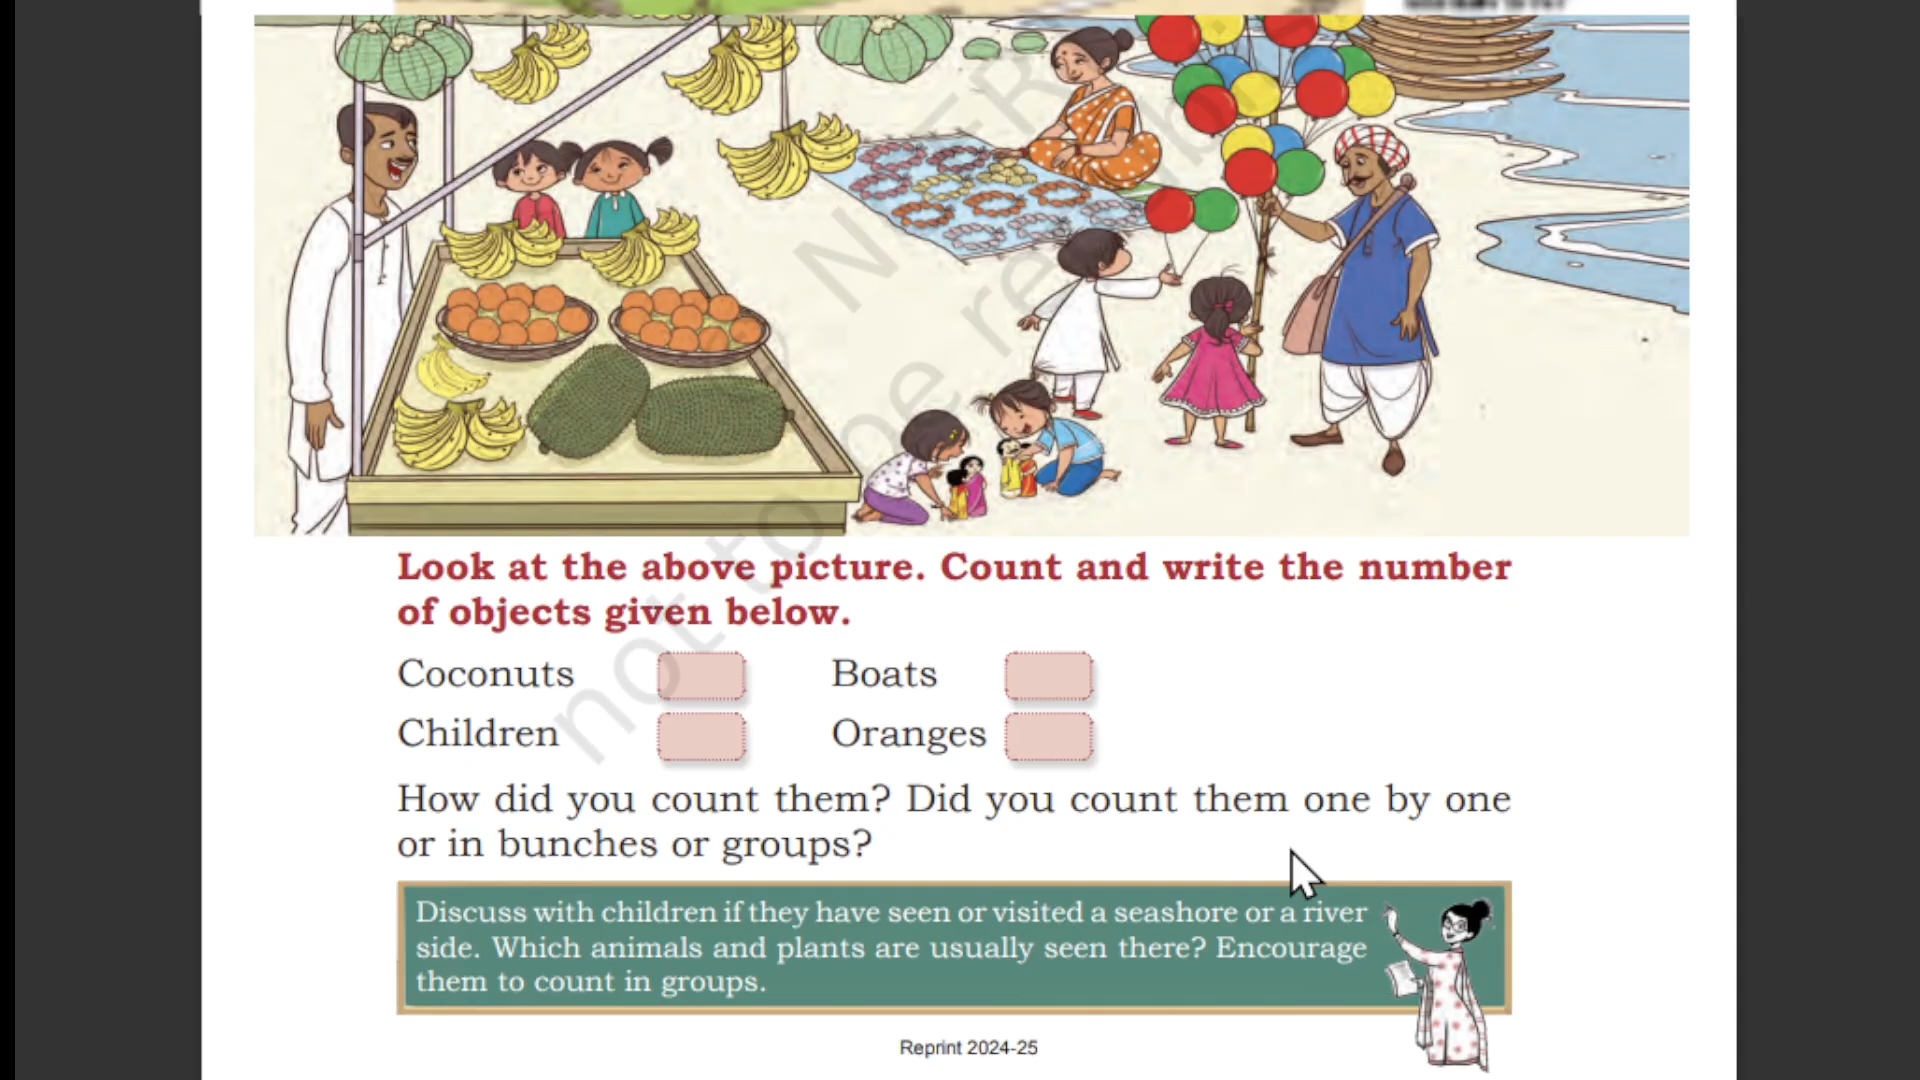 Look at the above picture. Count and write the number
of objects given below.
Coconuts
Boats
Children
Oranges
How did you count them? Did you count them one by one
or in bunches or groups?
Discuss with children if they have seen or visited a seashore or a river
side. Which animals and plants are usually seen there? Encourage
them to count in groups.
Reprint 2024-25
not to be